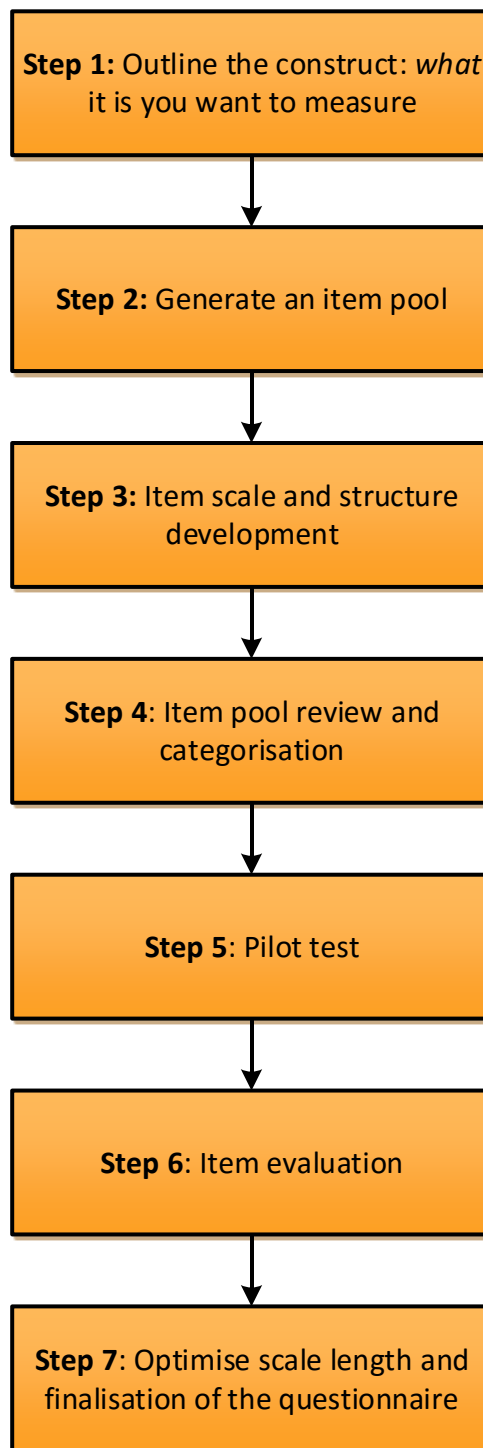 Step 1: Outline the construct: what
it is you want to measure
Step 2: Generate an item pool
Step 3: Item scale and structure
development
Step 4: Item pool review and
categorisation
Step 5: Pilot test
Step 6: Item evaluation
Step 7: Optimise scale length and
finalisation of the questionnaire